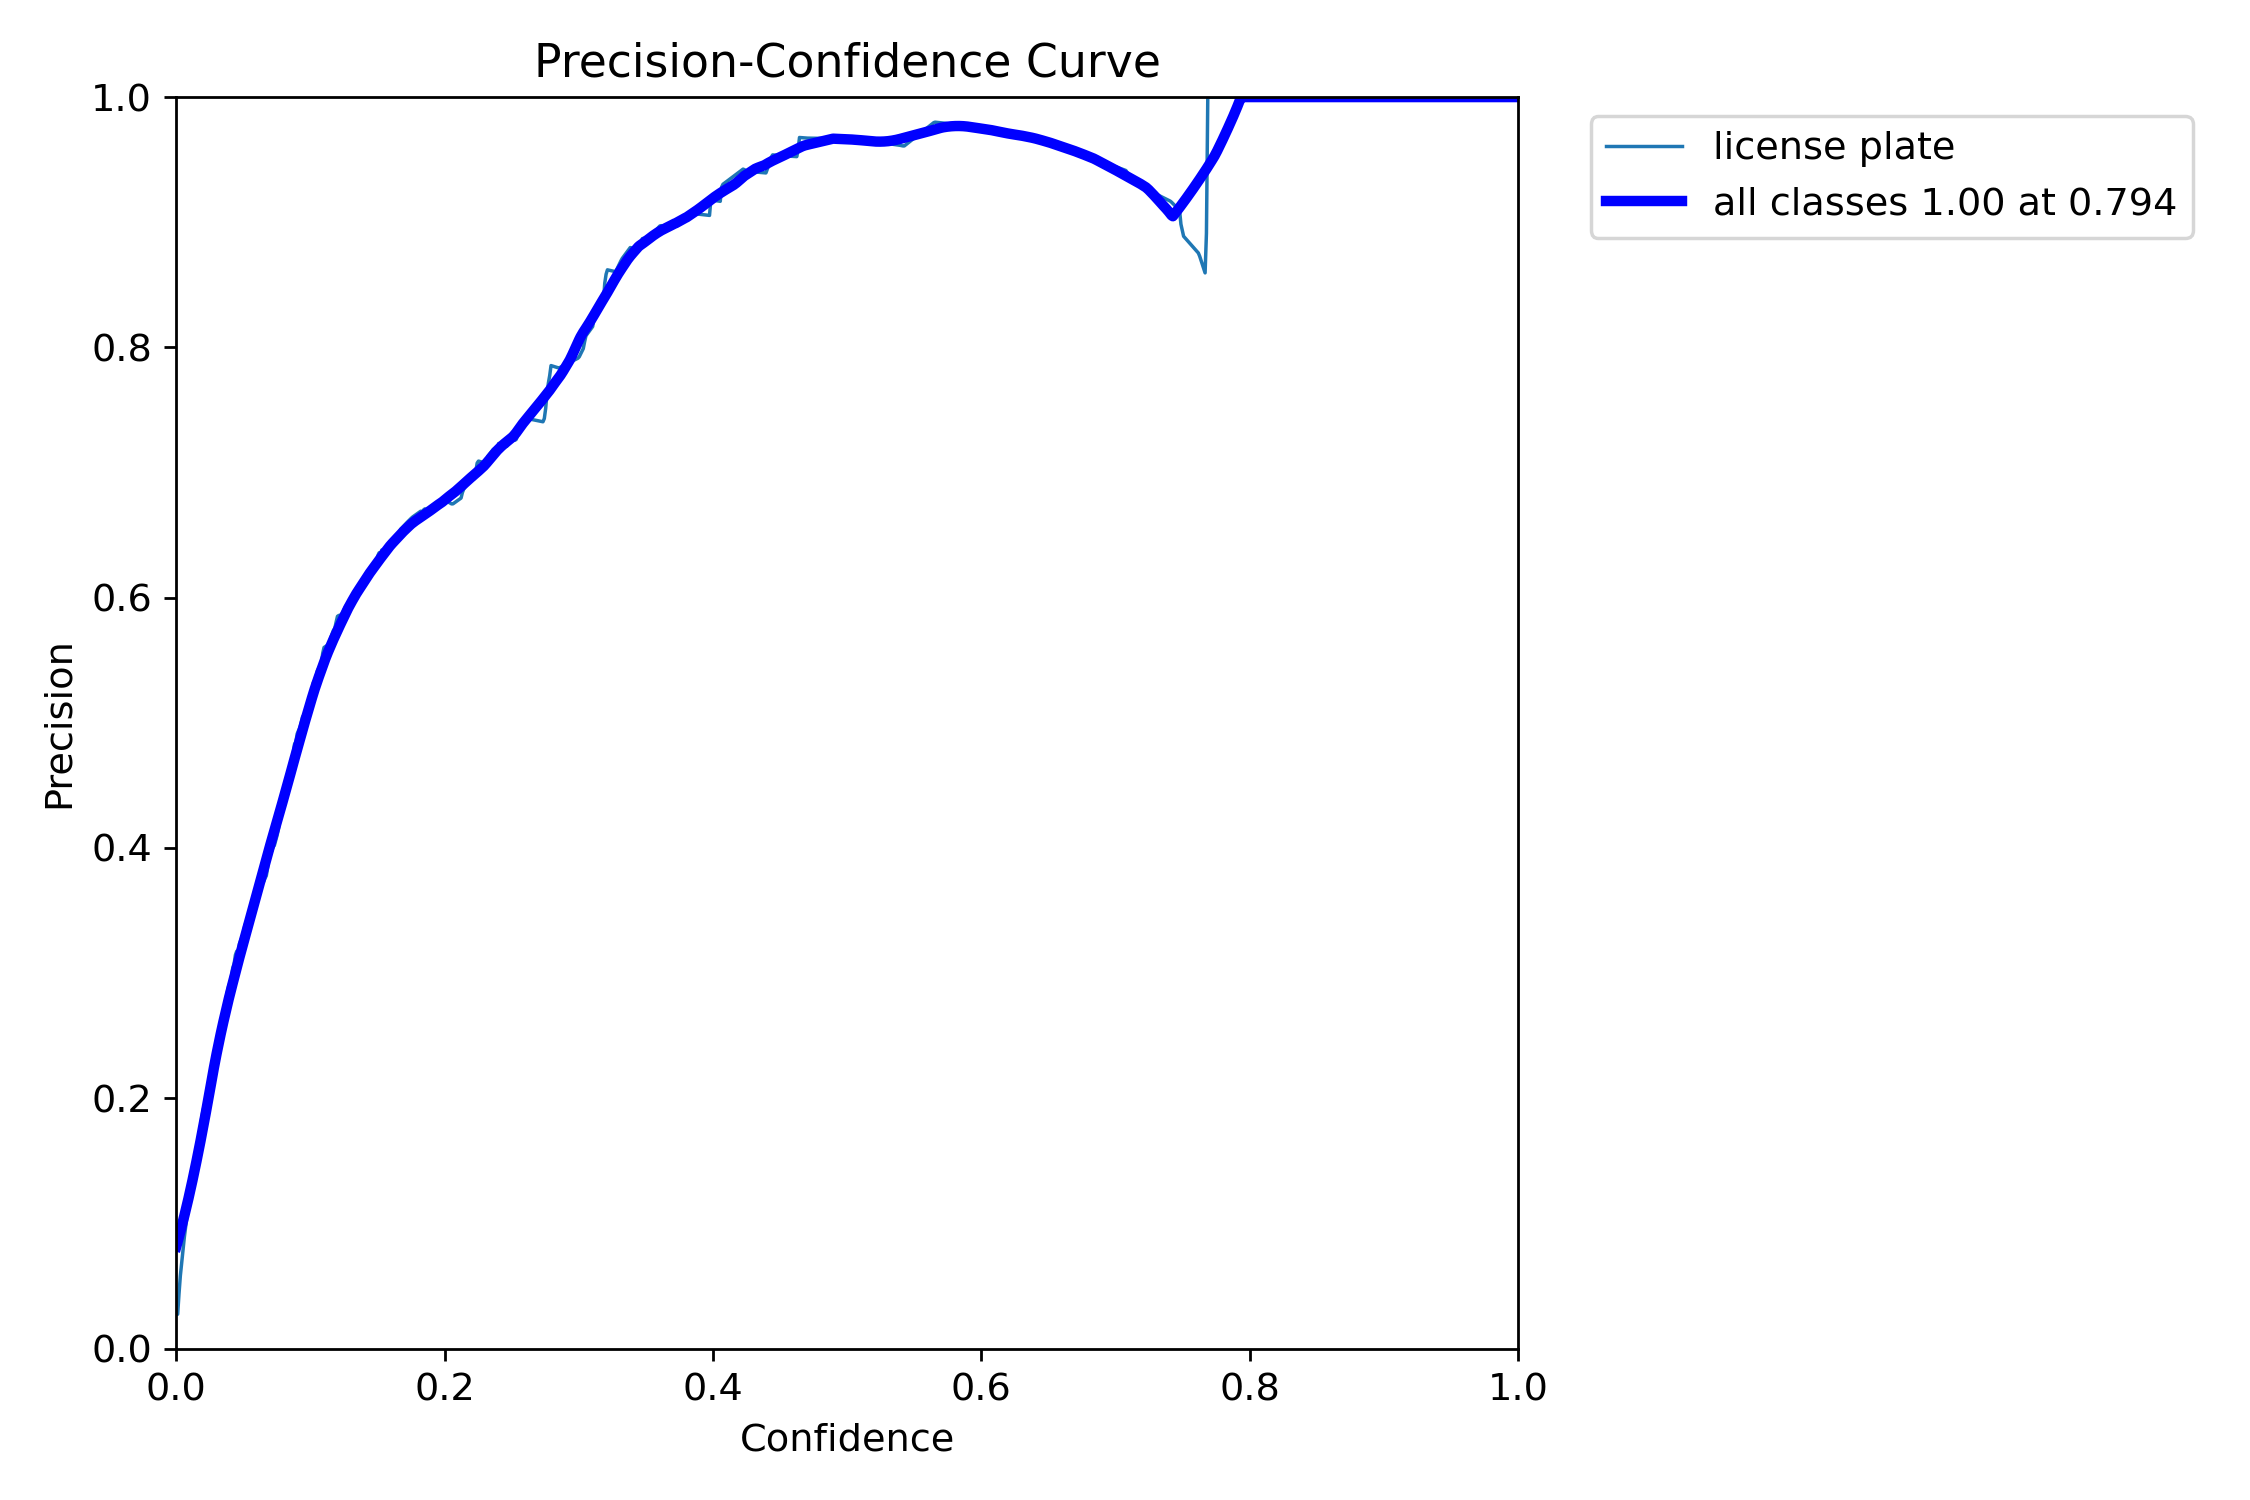 Precision-Confidence Curve
1.0
0.8
0.6
0.4
0.2
0.0
Precision
0.0 0.2 0.4 0.6 0.8 1.0
Confidence
license plate
all classes 1.00 at 0.794